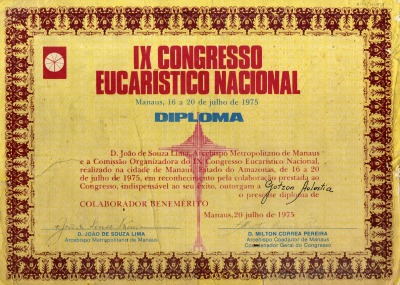 IX CONGRESSO
EUCARISTICO NACIONAL
Manaus, 16 a 20 de julho de 1975
DIPLOMA
D. João de Souza Lima, Arcebispo Metropolitano de Manaus
e a Comissão Organizadora do IX Congresso Eucarístico Nacional,
realizado na cidade de Manaus, Estado do Amazonas, de 16 a 20
de julho de 1975, em reconhecimento pela colaboração prestada ao
Congresso, indispensável ao seu êxito, outorgam a Gotzon
o presente diploma de
COLABORADOR BENEMÉRITO
Manaus, 20 julho de 1975
D. JOÃO DE SOUZA LIMA
Arcebispo Metropolitano de Manaus
D. MILTON CORREA PEREIRA
Arcebispo Coadjutor de Manaus
Coordenador Geral do Congresso